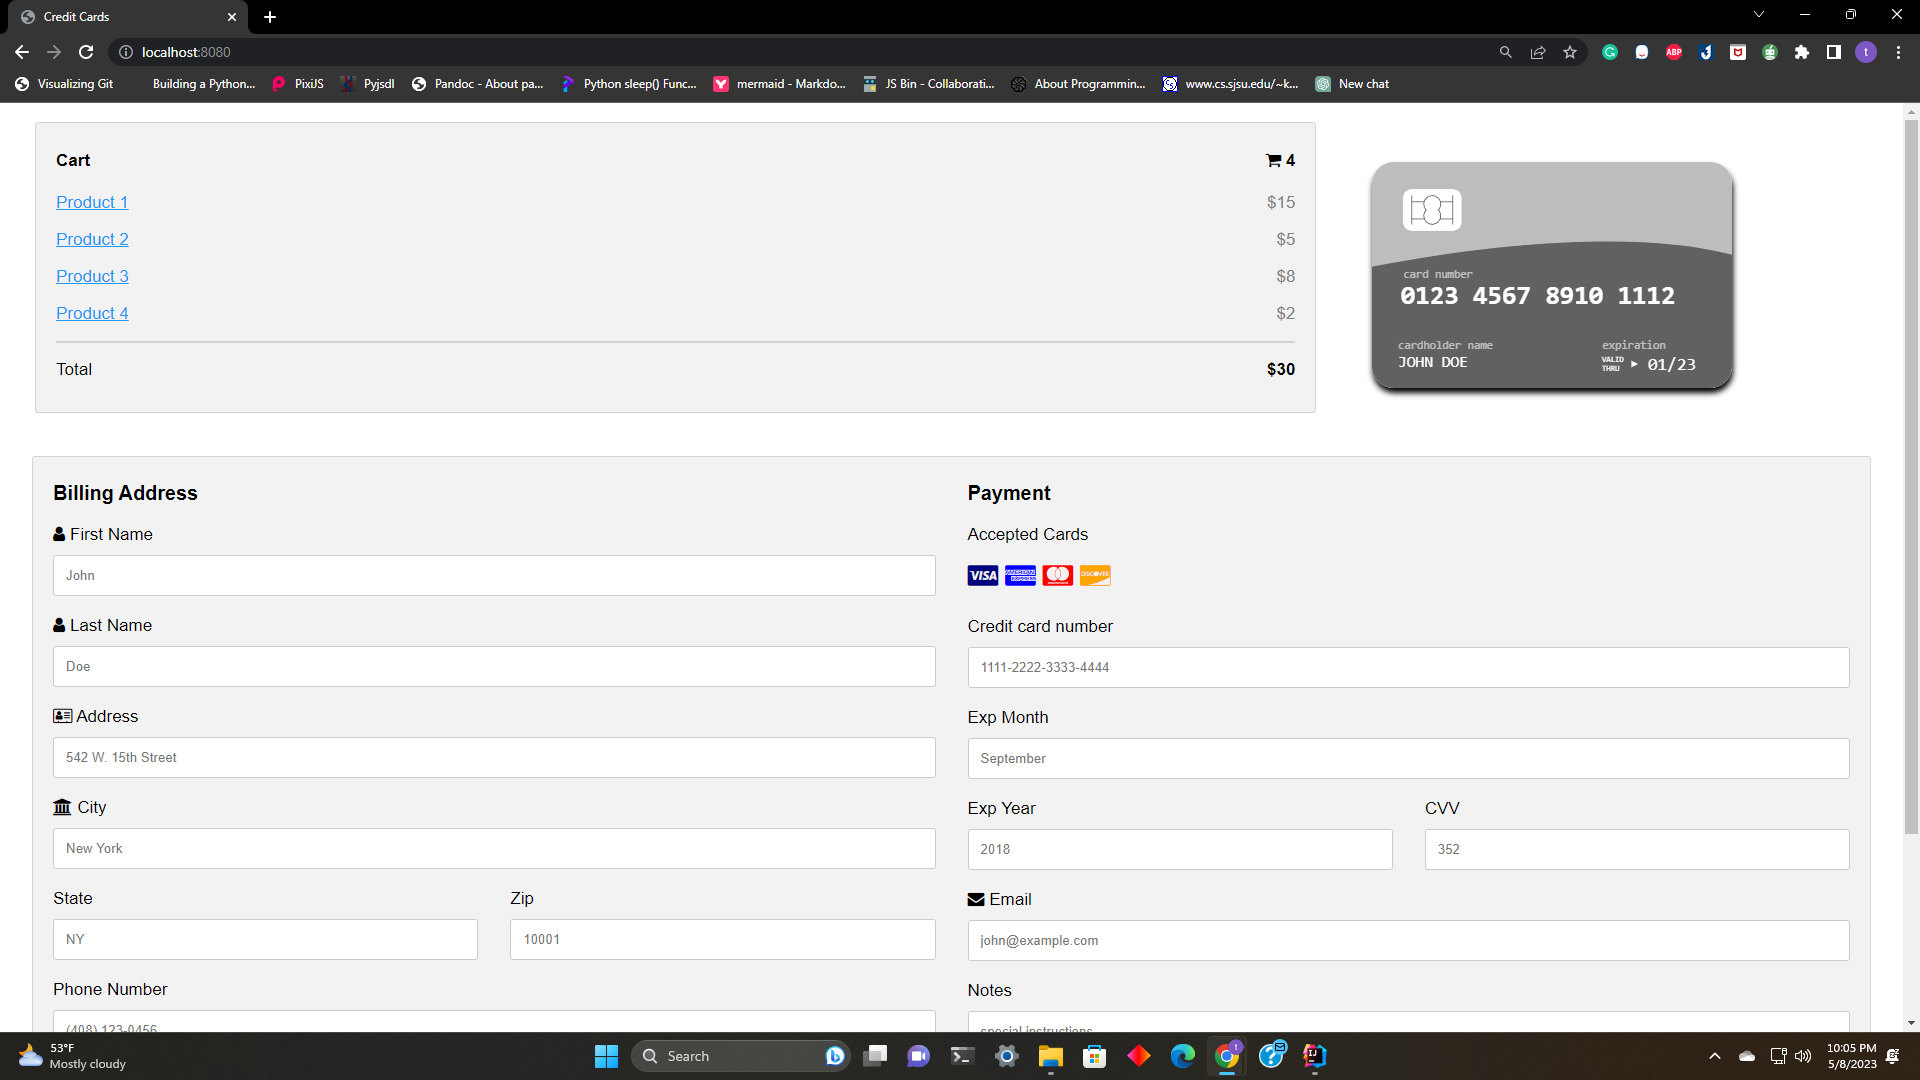 Credit Cards
localhost:8080
Visualizing Git
Building a Python...
PixiJS
Pyjsdl
Pandoc - About pa...
Python sleep() Func...
mermaid - Markdo...
JS Bin - Collaborati...
About Programmin...
www.cs.sjsu.edu/~k...
New chat
ABP
t
Cart 4
Product 1 $15
Product 2 $5
Product 3 $8
Product 4 $2
Total $30
card number
0123 4567 8910 1112
cardholder name
JOHN DOE
expiration
VALID THRU 01/23
Billing Address
First Name
John
Last Name
Doe
Address
542 W. 15th Street
City
New York
State
NY
Zip
10001
Phone Number
(408) 123-0456
Payment
Accepted Cards
VISA AMERICAN EXPRESS DISCOVER
Credit card number
1111-2222-3333-4444
Exp Month
September
Exp Year
2018
CVV
352
Email
john@example.com
Notes
special instructions
53°F
Mostly cloudy
Search
10:05 PM
5/8/2023